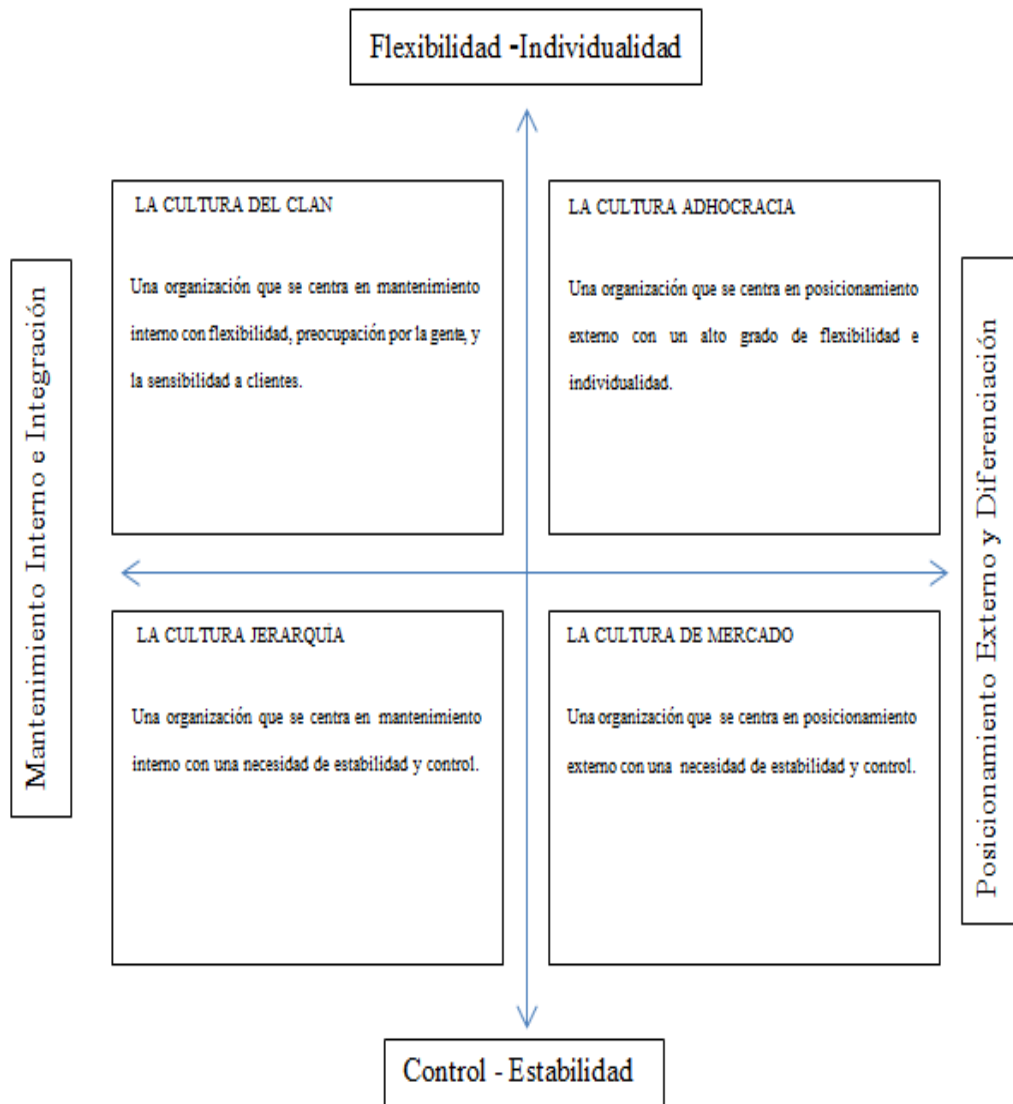 Flexibilidad -Individualidad
LA CULTURA DEL CLAN
Una organización que se centra en mantenimiento
interno con flexibilidad, preocupación por la gente, y
la sensibilidad a clientes.
LA CULTURA ADHOCRACIA
Una organización que se centra en posicionamiento
externo con un alto grado de flexibilidad e
individualidad.
Mantenimiento Interno e Integración
Posicionamiento Externo y Diferenciación
LA CULTURA JERARQUÍA
Una organización que se centra en mantenimiento
interno con una necesidad de estabilidad y control.
LA CULTURA DE MERCADO
Una organización que se centra en posicionamiento
externo con una necesidad de estabilidad y control.
Control - Estabilidad